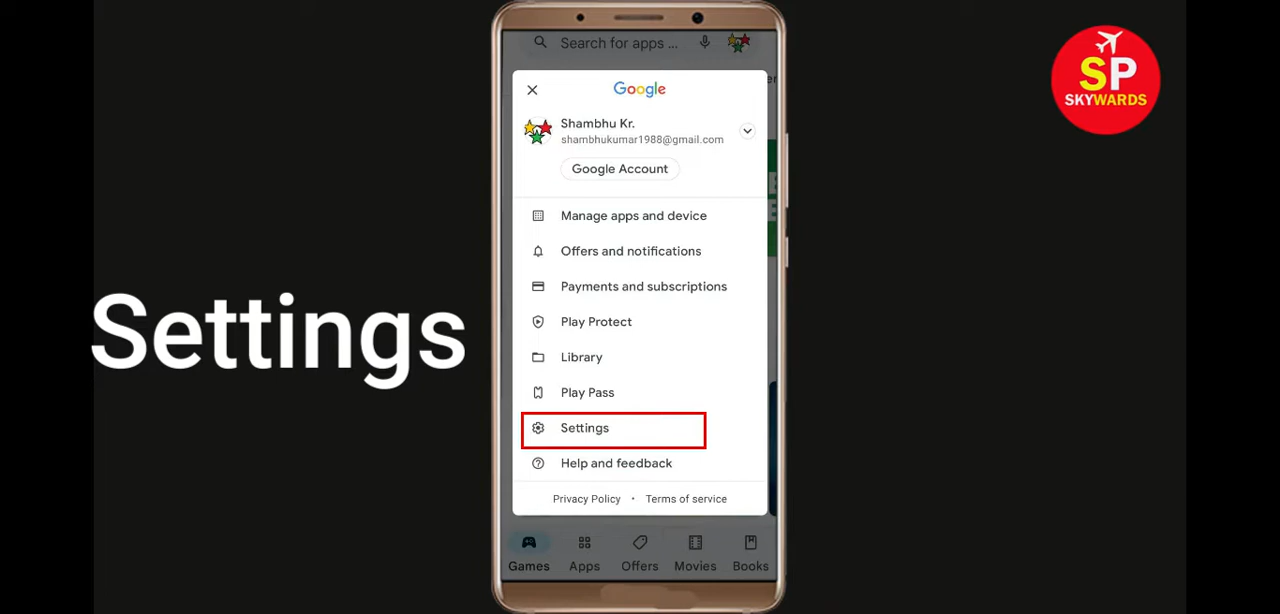 Search for apps ...
SP
SKYWARDS
Google
Shambhu Kr.
shambhukumar1988@gmail.com
Google Account
Manage apps and device
Offers and notifications
Payments and subscriptions
Play Protect
Library
Play Pass
Settings
Settings
Help and feedback
Privacy Policy • Terms of service
Games Apps Offers Movies Books